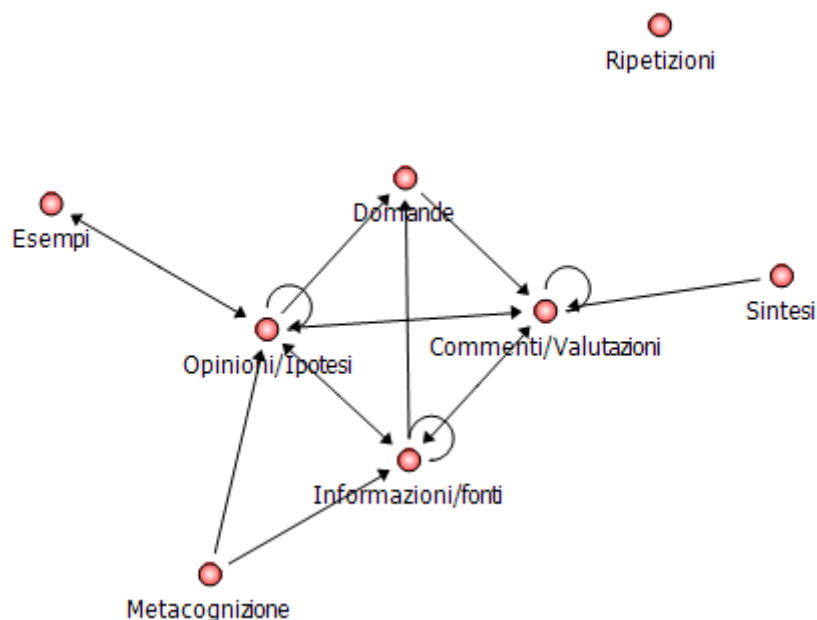 Ripetizioni
Domande
Esempi
Sintesi
Commenti/Valutazioni
Opinioni/Ipotesi
Informazioni/fonti
Metacognizione